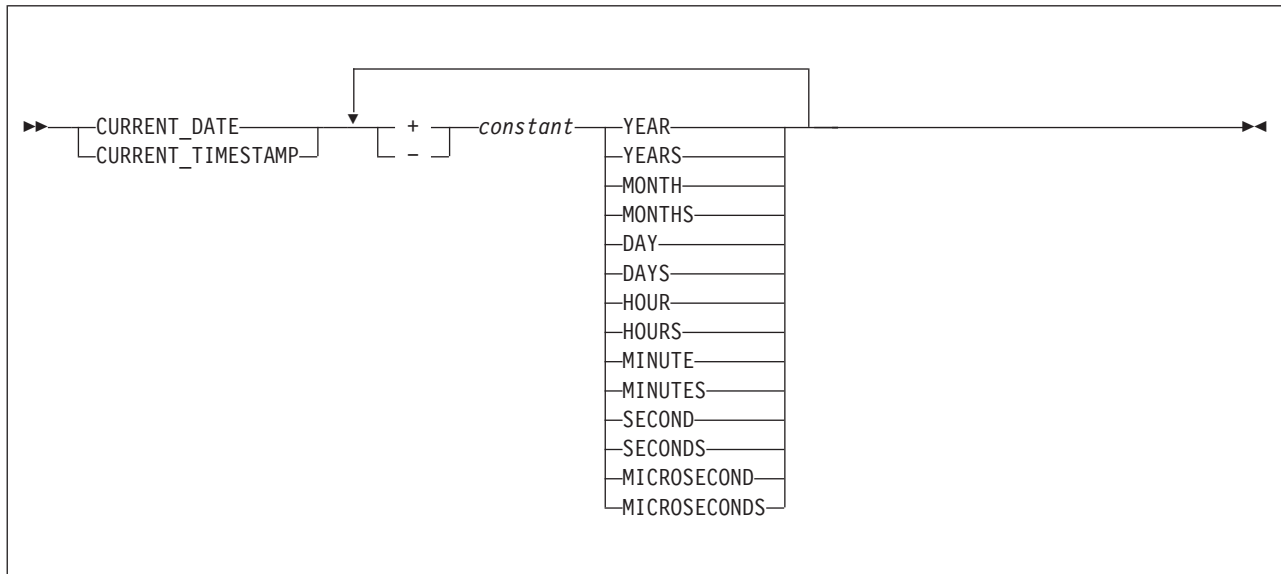 CURRENT_DATE + constant YEAR
CURRENT_TIMESTAMP - YEARS
MONTH
MONTHS
DAY
DAYS
HOUR
HOURS
MINUTE
MINUTES
SECOND
SECONDS
MICROSECOND
MICROSECONDS